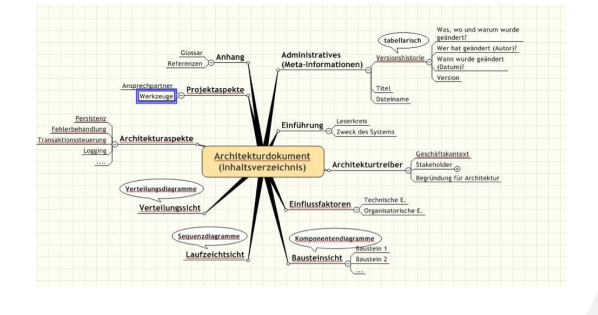 Architekturdokument
(Inhaltsverzeichnis)
Administratives
(Meta-Informationen)
tabellarisch
Versionshistorie
Was, wo und warum wurde
geändert?
Wer hat geändert (Autor)?
Wann wurde geändert
(Datum)?
Version
Titel
Dateiname
Einführung
Leserkreis
Zweck des Systems
Architekturtreiber
Geschäftskontext
Stakeholder
Begründung für Architektur
Einflussfaktoren
Technische E.
Organisatorische E.
Komponentendiagramme
Bausteinsicht
Baustein 1
Baustein 2
...
Sequenzdiagramme
Laufzeichtsicht
Verteilungsdiagramme
Verteilungssicht
Architekturaspekte
Persistenz
Fehlerbehandlung
Transaktionssteuerung
Logging
....
Projektaspekte
Ansprechpartner
Werkzeuge
Anhang
Glossar
Referenzen